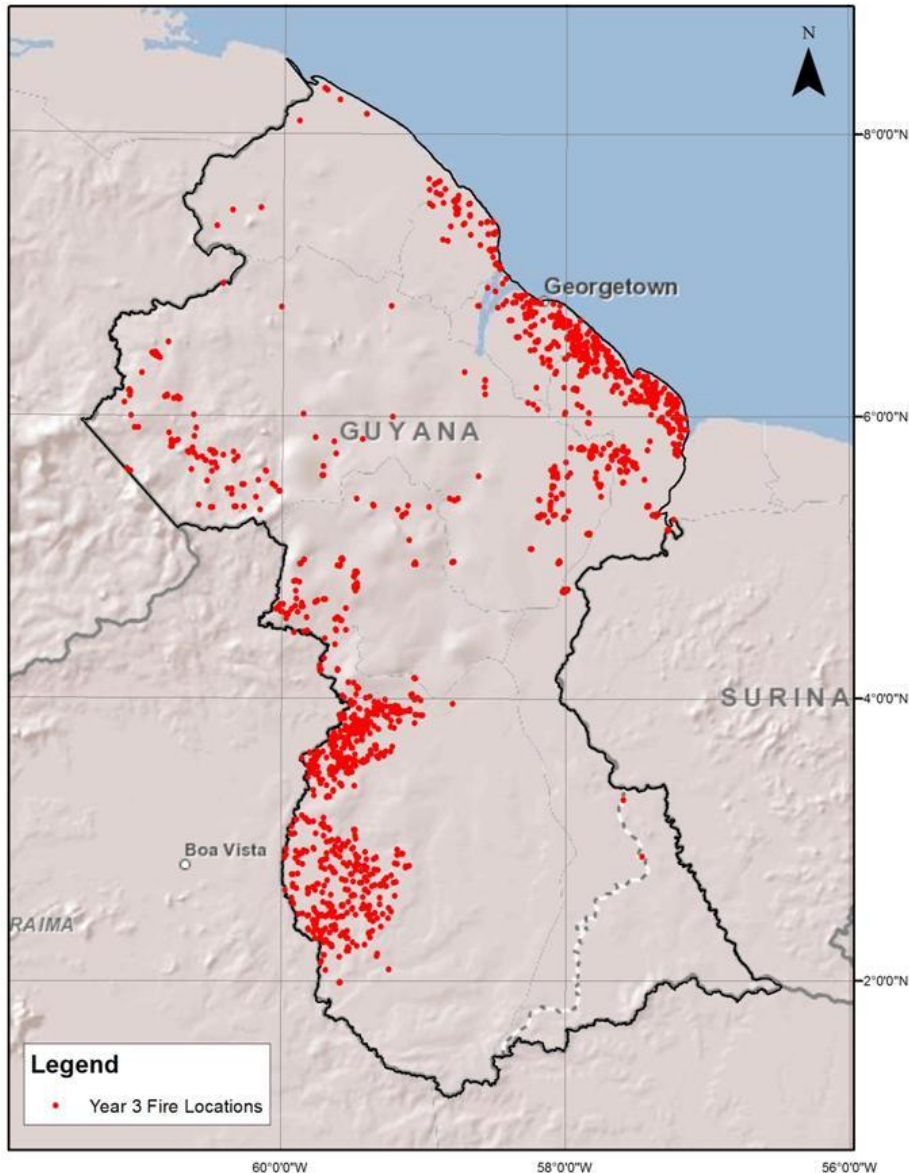 N
8°0'0"N
Georgetown
6°0'0"N
GUYANA
4°0'0"N
SURINA
Boa Vista
RAIMA
2°0'0"N
Legend
Year 3 Fire Locations
60°0'0"W
58°0'0"W
56°0'0"W